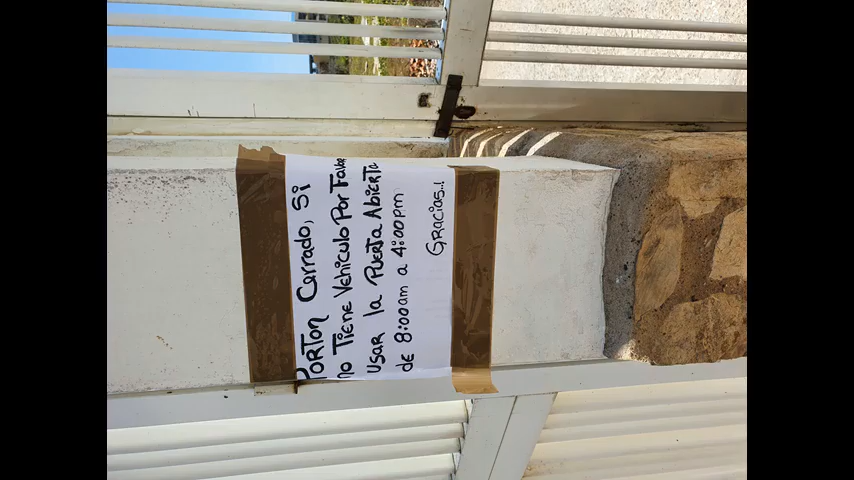 PORTON Cerrado, Si
no Tiene Vehiculo Por Favor
Usar la Puerta Abierta
de 8:00am a 4:00pm
Gracias..!